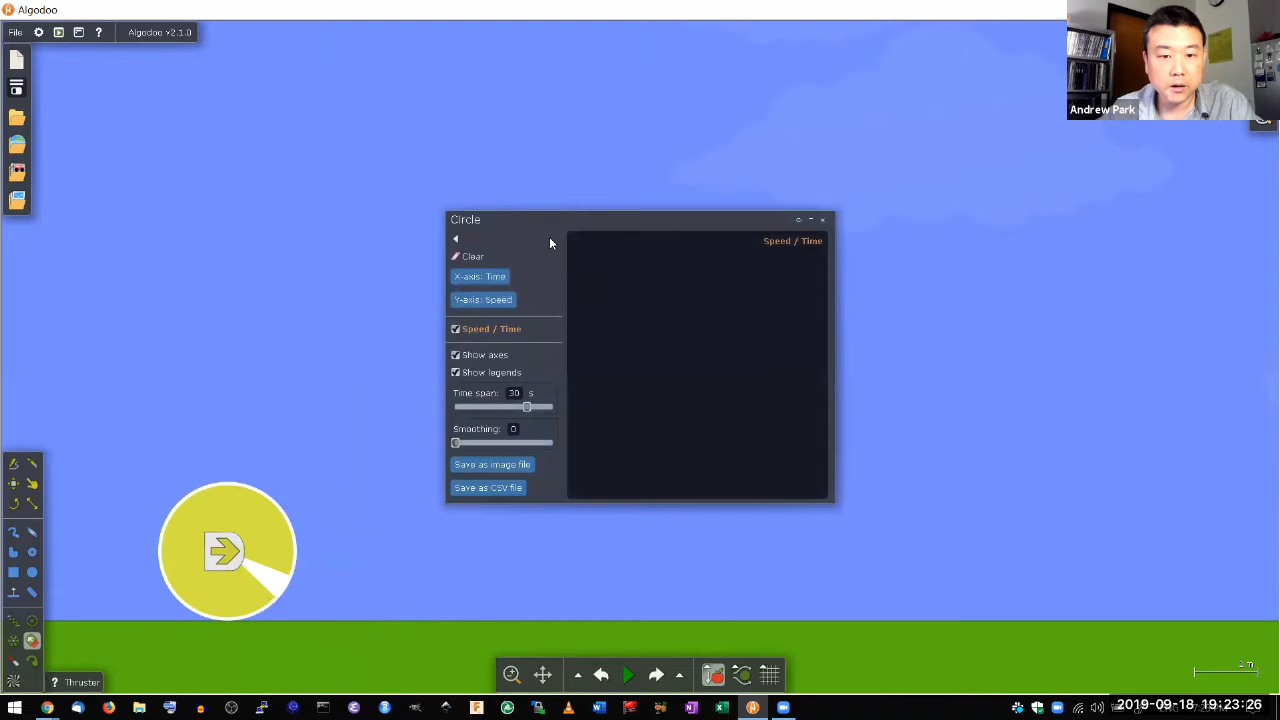 Algodoo
File ? Algodoo v2.1.0
Andrew Park
Circle
Speed / Time
Clear
X-axis: Time
Y-axis: Speed
Speed / Time
Show axes
Show legends
Time span: 30 s
Smoothing: 0
Save as image file
Save as CSV file
1 m
? Thruster
2019-09-18 19:23:26